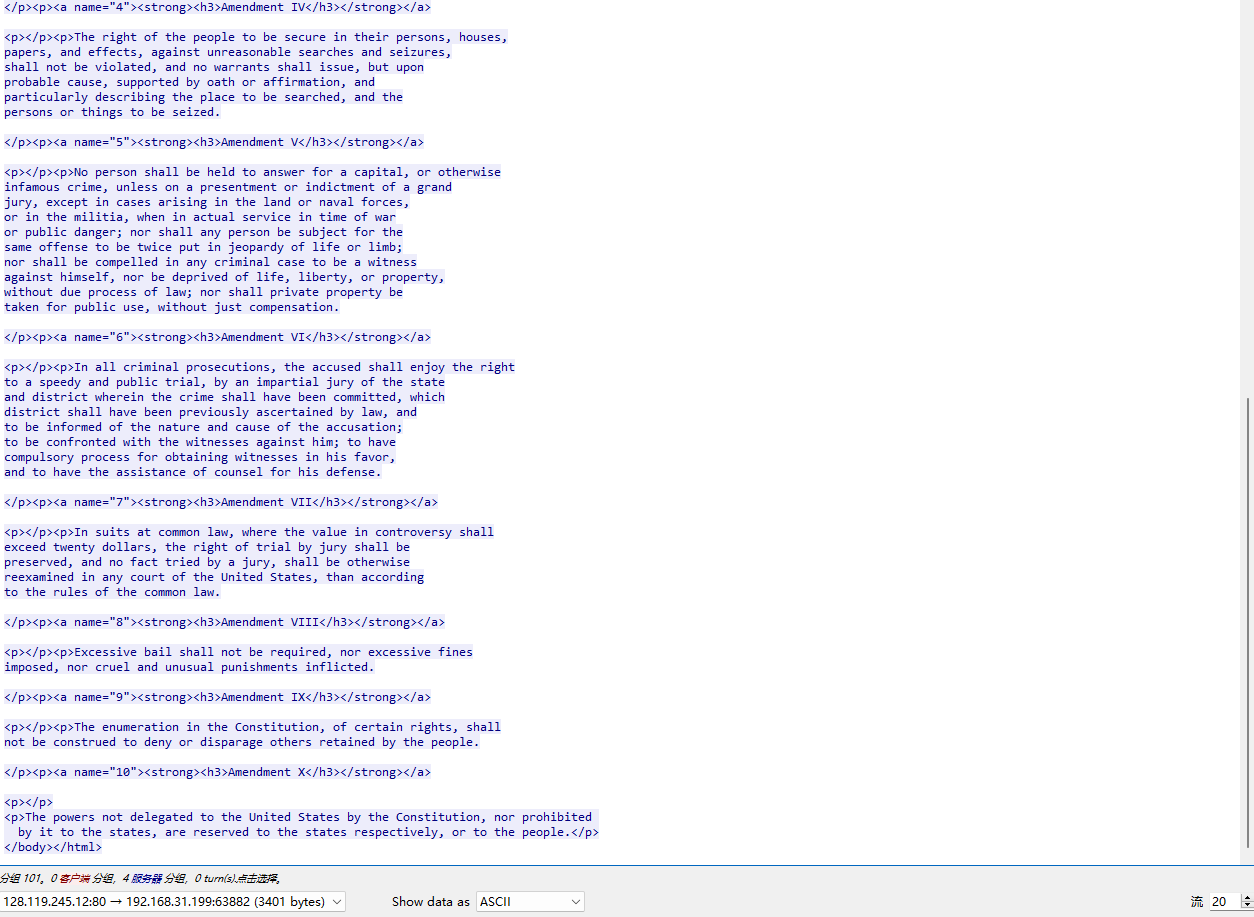 </p><p><a name="4"><strong><h3>Amendment IV</h3></strong></a>
<p></p><p>The right of the people to be secure in their persons, houses,
papers, and effects, against unreasonable searches and seizures,
shall not be violated, and no warrants shall issue, but upon
probable cause, supported by oath or affirmation, and
particularly describing the place to be searched, and the
persons or things to be seized.
</p><p><a name="5"><strong><h3>Amendment V</h3></strong></a>
<p></p><p>No person shall be held to answer for a capital, or otherwise
infamous crime, unless on a presentment or indictment of a grand
jury, except in cases arising in the land or naval forces,
or in the militia, when in actual service in time of war
or public danger; nor shall any person be subject for the
same offense to be twice put in jeopardy of life or limb;
nor shall be compelled in any criminal case to be a witness
against himself, nor be deprived of life, liberty, or property,
without due process of law; nor shall private property be
taken for public use, without just compensation.
</p><p><a name="6"><strong><h3>Amendment VI</h3></strong></a>
<p></p><p>In all criminal prosecutions, the accused shall enjoy the right
to a speedy and public trial, by an impartial jury of the state
and district wherein the crime shall have been committed, which
district shall have been previously ascertained by law, and
to be informed of the nature and cause of the accusation;
to be confronted with the witnesses against him; to have
compulsory process for obtaining witnesses in his favor,
and to have the assistance of counsel for his defense.
</p><p><a name="7"><strong><h3>Amendment VII</h3></strong></a>
<p></p><p>In suits at common law, where the value in controversy shall
exceed twenty dollars, the right of trial by jury shall be
preserved, and no fact tried by a jury, shall be otherwise
reexamined in any court of the United States, than according
to the rules of the common law.
</p><p><a name="8"><strong><h3>Amendment VIII</h3></strong></a>
<p></p><p>Excessive bail shall not be required, nor excessive fines
imposed, nor cruel and unusual punishments inflicted.
</p><p><a name="9"><strong><h3>Amendment IX</h3></strong></a>
<p></p><p>The enumeration in the Constitution, of certain rights, shall
not be construed to deny or disparage others retained by the people.
</p><p><a name="10"><strong><h3>Amendment X</h3></strong></a>
<p></p>
<p>The powers not delegated to the United States by the Constitution, nor prohibited
by it to the states, are reserved to the states respectively, or to the people.</p>
</body></html>
分组 101。0 客户端 分组，4 服务器 分组，0 turn(s).点击选择。
128.119.245.12:80 → 192.168.31.199:63882 (3401 bytes) Show data as ASCII 流 20